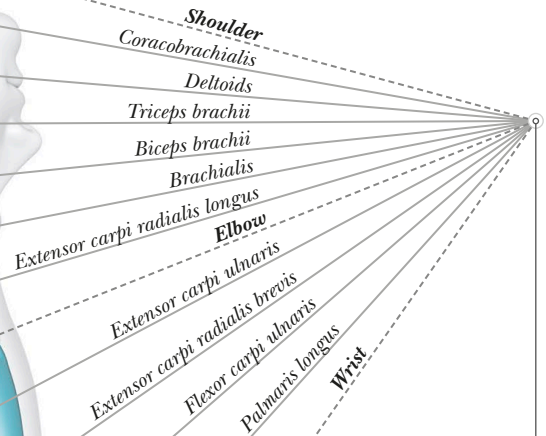 Shoulder
Coracobrachialis
Deltoids
Triceps brachii
Biceps brachii
Brachialis
Extensor carpi radialis longus
Elbow
Extensor carpi ulnaris
Extensor carpi radialis brevis
Flexor carpi ulnaris
Palmaris longus
Wrist